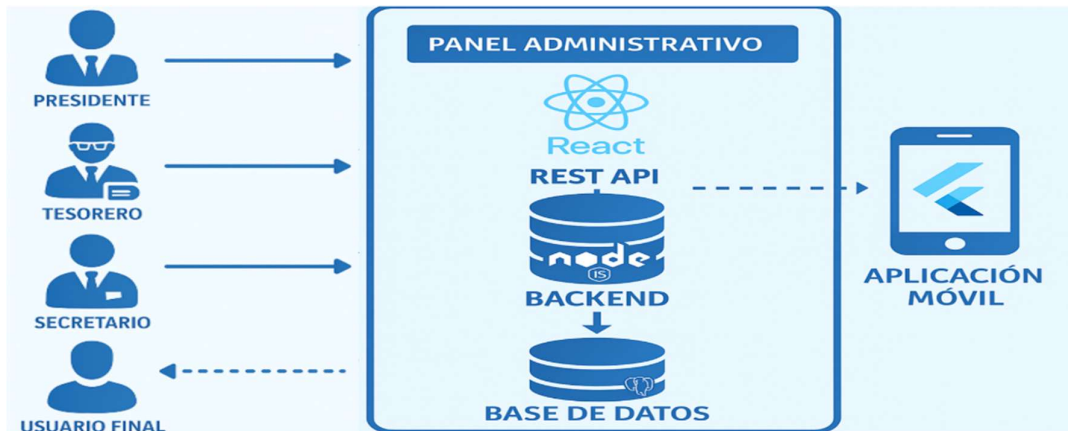 PRESIDENTE
TESORERO
SECRETARIO
USUARIO FINAL
PANEL ADMINISTRATIVO
React
REST API
node
JS
BACKEND
BASE DE DATOS
APLICACIÓN
MÓVIL